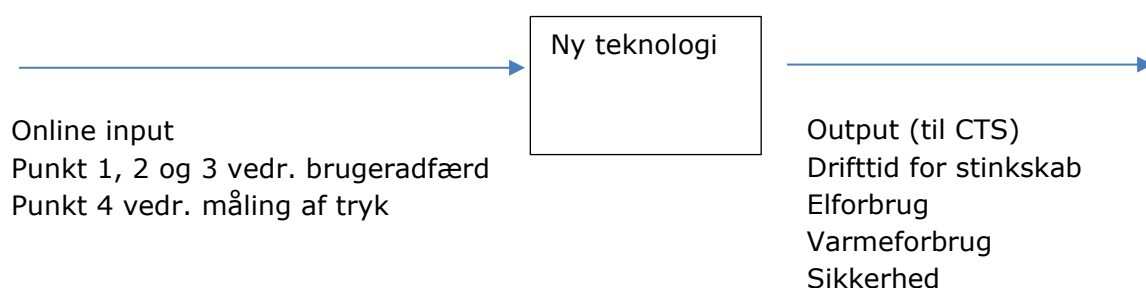 Ny teknologi
Online input
Punkt 1, 2 og 3 vedr. brugeradfærd
Punkt 4 vedr. måling af tryk
Output (til CTS)
Drifttid for stinkskab
Elforbrug
Varmeforbrug
Sikkerhed